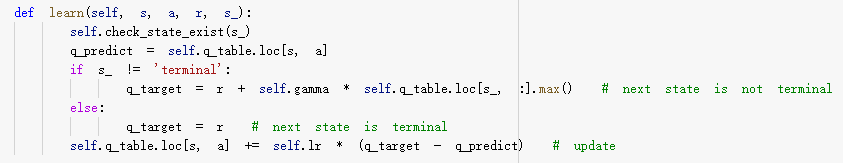 def learn(self, s, a, r, s_):
self.check_state_exist(s_)
q_predict = self.q_table.loc[s, a]
if s_ != 'terminal':
q_target = r + self.gamma * self.q_table.loc[s_, :].max() # next state is not terminal
else:
q_target = r # next state is terminal
self.q_table.loc[s, a] += self.lr * (q_target - q_predict) # update